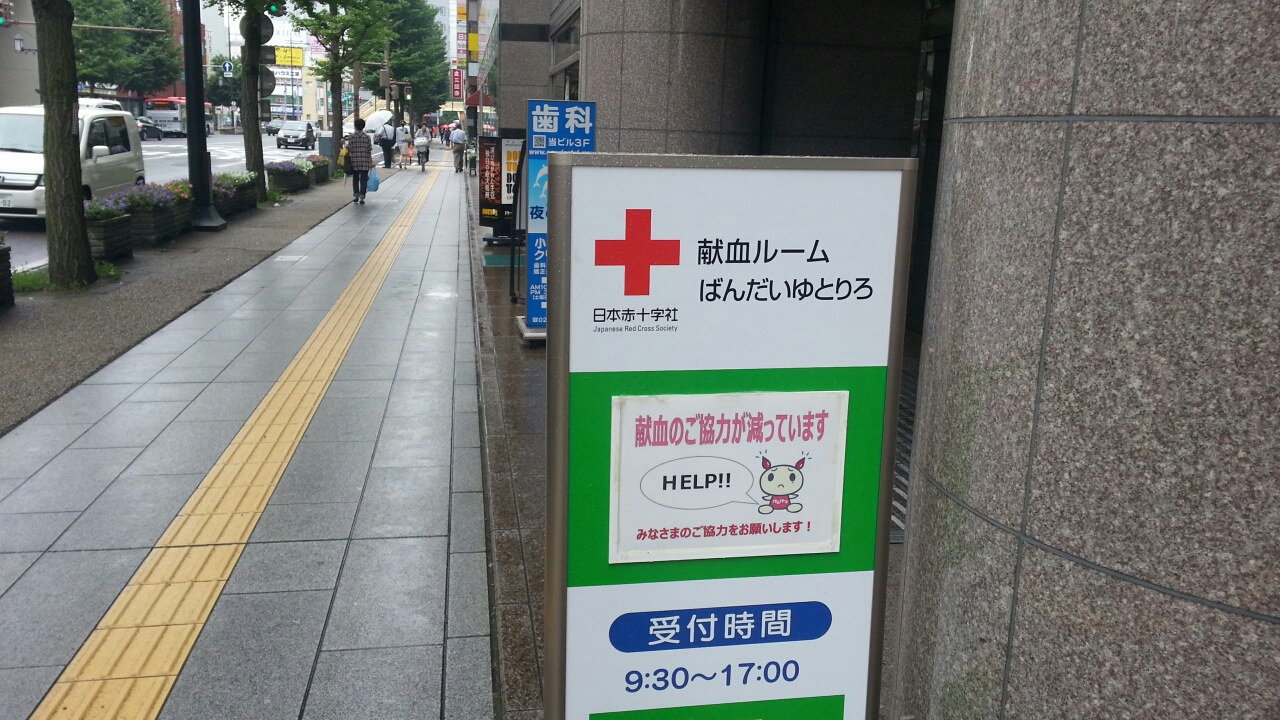 献血ルーム
ばんだいゆとりろ
日本赤十字社
Japanese Red Cross Society
献血のご協力が減っています
HELP!!
みなさまのご協力をお願いします!
受付時間
9:30〜17:00
歯科
当ビル3F